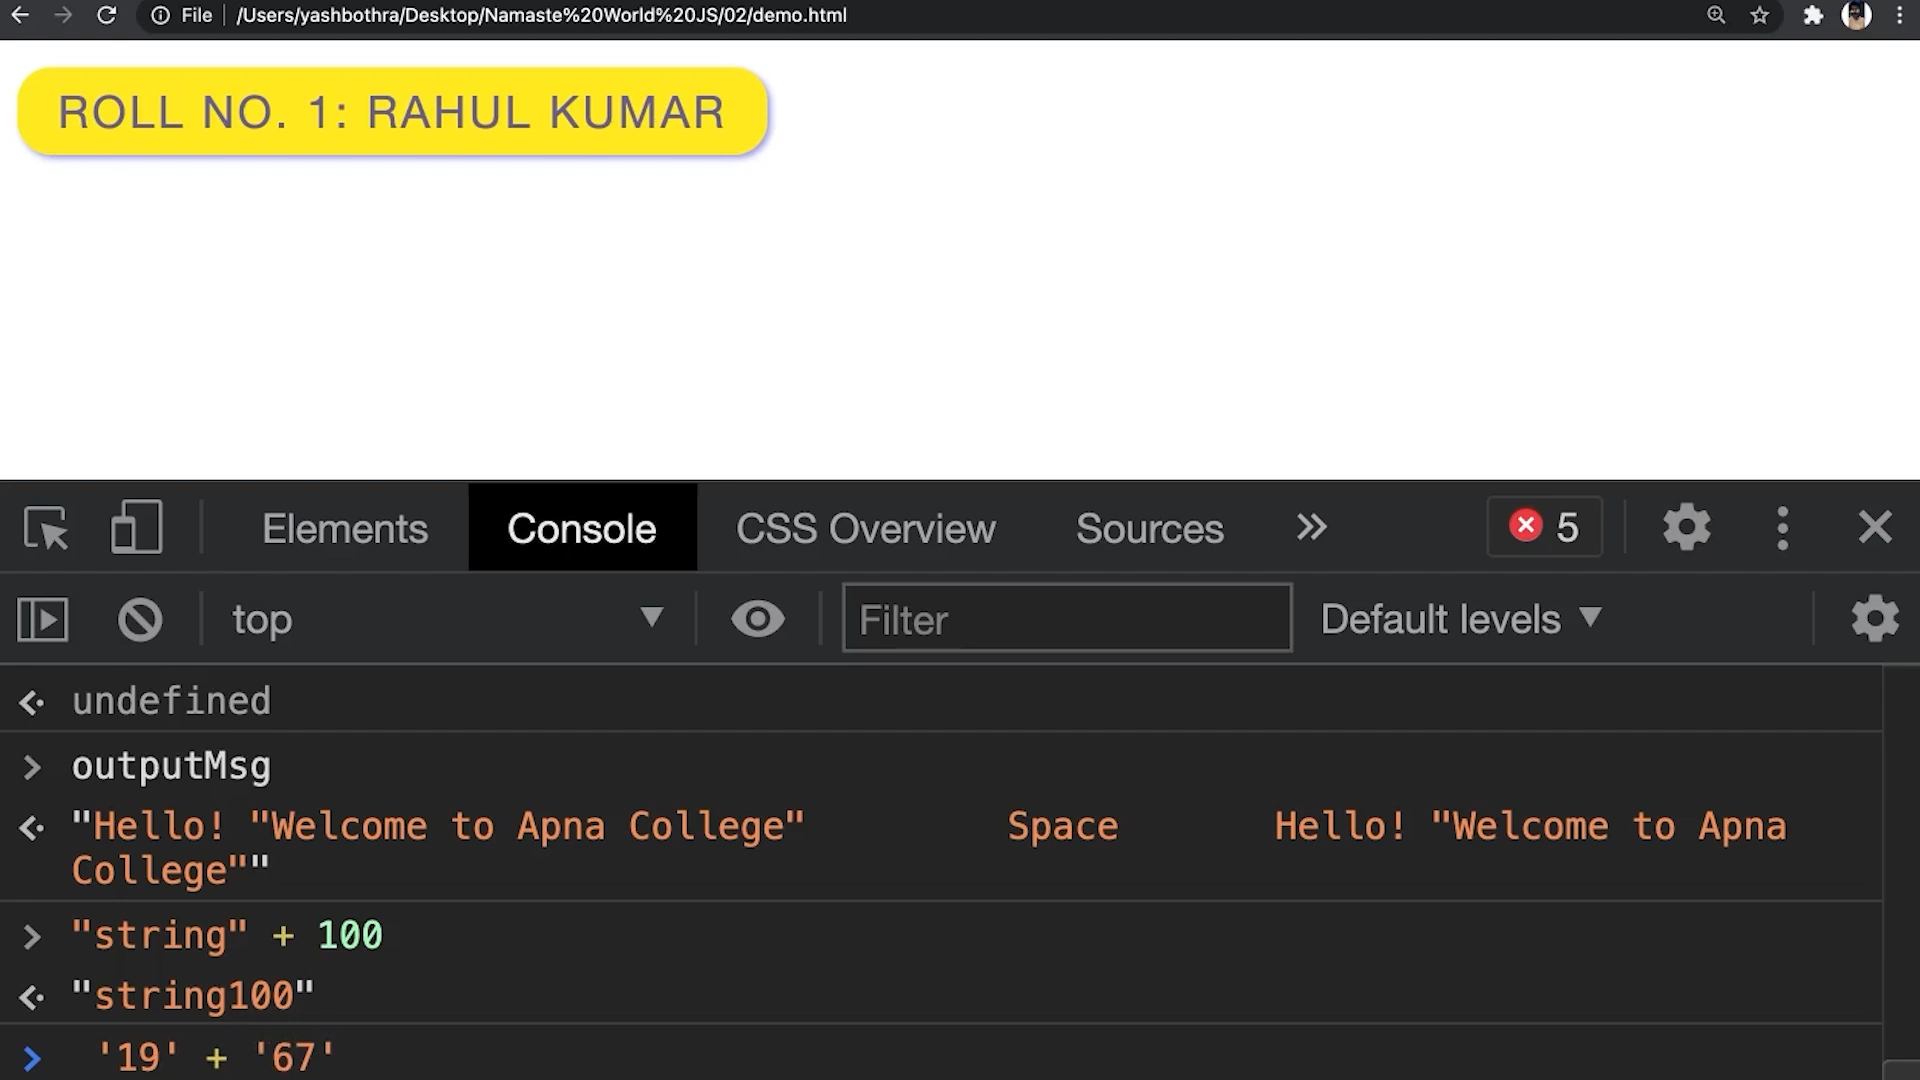 File /Users/yashbothra/Desktop/Namaste%20World%20JS/02/demo.html
ROLL NO. 1: RAHUL KUMAR
Elements Console CSS Overview Sources » 5
top Filter Default levels
undefined
outputMsg
"Hello! "Welcome to Apna College" Space Hello! "Welcome to Apna
College""
"string" + 100
"string100"
'19' + '67'